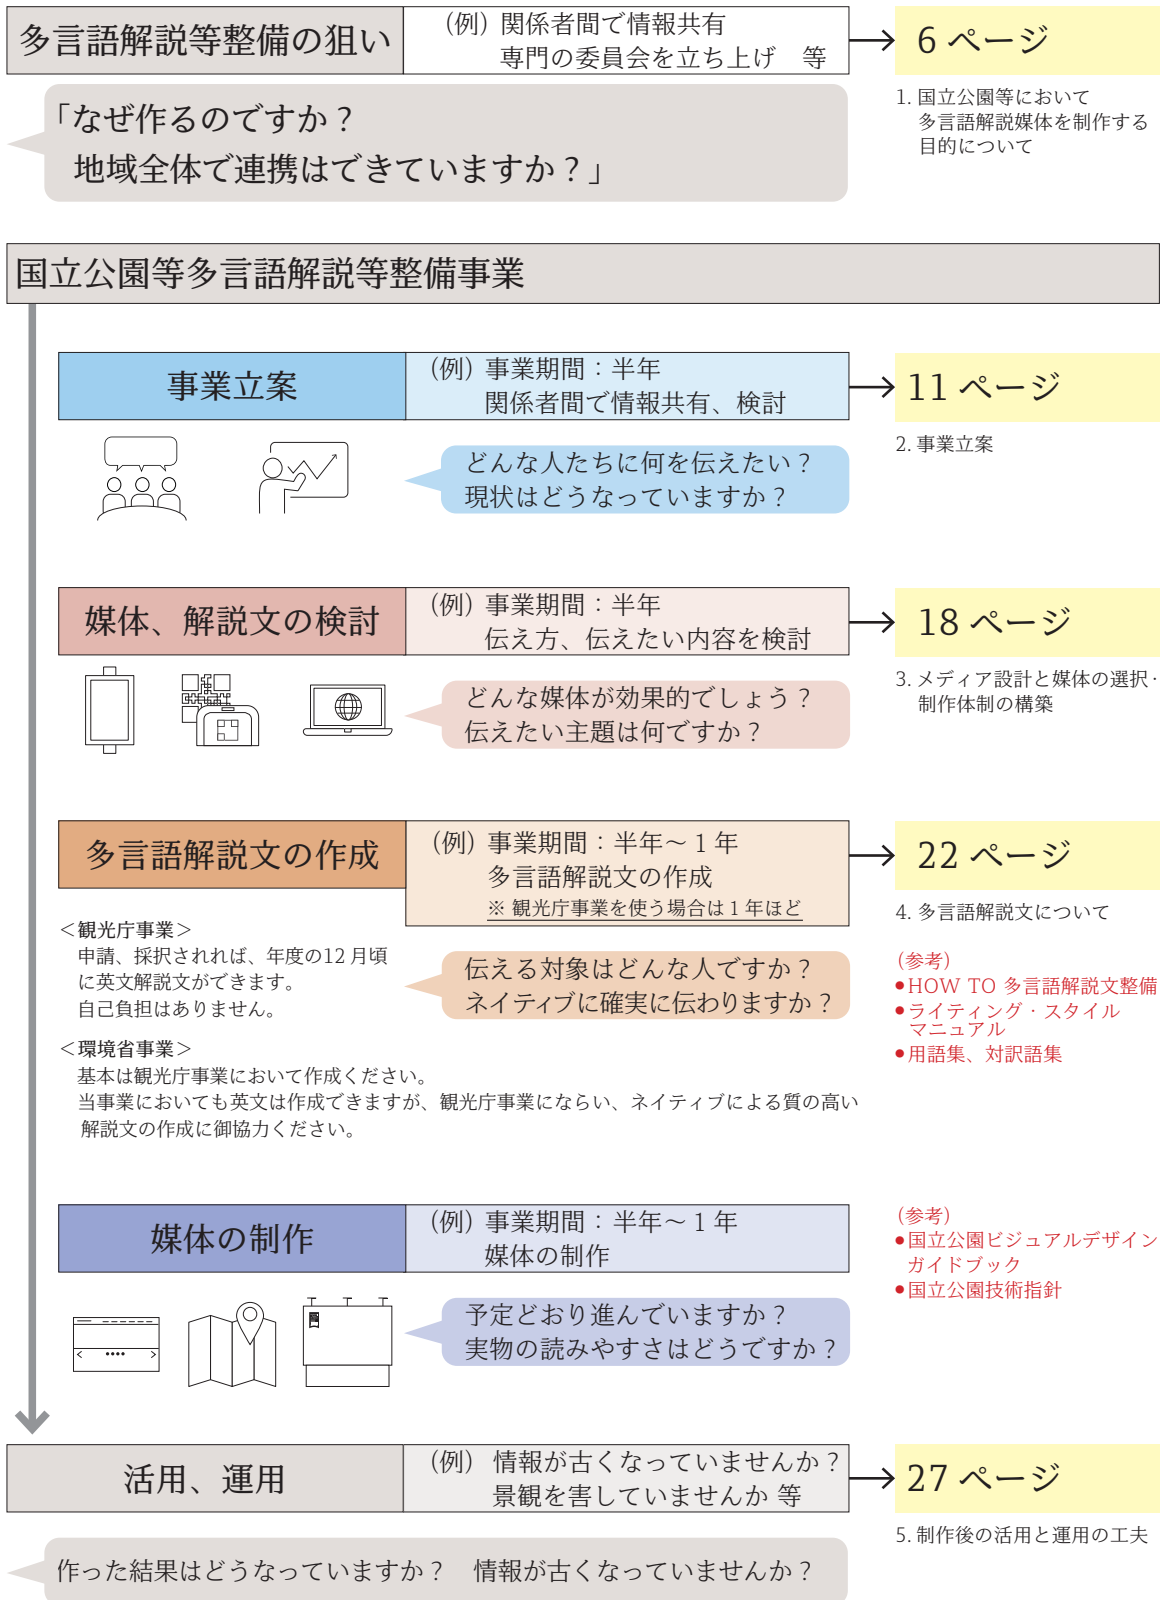 多言語解説等整備の狙い
(例) 関係者間で情報共有
専門の委員会を立ち上げ　等
6 ページ
1. 国立公園等において
多言語解説媒体を制作する
目的について
「なぜ作るのですか？
地域全体で連携はできていますか？」
国立公園等多言語解説等整備事業
事業立案
(例) 事業期間：半年
関係者間で情報共有、検討
11 ページ
2. 事業立案
どんな人たちに何を伝えたい？
現状はどうなっていますか？
媒体、解説文の検討
(例) 事業期間：半年
伝え方、伝えたい内容を検討
18 ページ
3. メディア設計と媒体の選択・
制作体制の構築
どんな媒体が効果的でしょう？
伝えたい主題は何ですか？
多言語解説文の作成
(例) 事業期間：半年～1 年
多言語解説文の作成
※ 観光庁事業を使う場合は 1 年ほど
22 ページ
4. 多言語解説文について
＜観光庁事業＞
申請、採択されれば、年度の12 月頃
に英文解説文ができます。
自己負担はありません。
伝える対象はどんな人ですか？
ネイティブに確実に伝わりますか？
(参考)
●HOW TO 多言語解説文整備
●ライティング・スタイル
マニュアル
●用語集、対訳語集
＜環境省事業＞
基本は観光庁事業において作成ください。
当事業においても英文は作成できますが、観光庁事業にならい、ネイティブによる質の高い
解説文の作成に御協力ください。
媒体の制作
(例) 事業期間：半年～1 年
媒体の制作
(参考)
●国立公園ビジュアルデザイン
ガイドブック
●国立公園技術指針
予定どおり進んでいますか？
実物の読みやすさはどうですか？
活用、運用
(例) 情報が古くなっていませんか？
景観を害していませんか 等
27 ページ
5. 制作後の活用と運用の工夫
作った結果はどうなっていますか？　情報が古くなっていませんか？